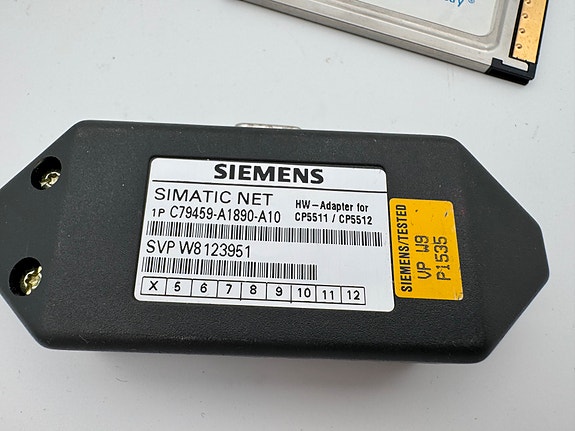 SIEMENS
SIMATIC NET
HW-Adapter for
1P C79459-A1890-A10
CP5511 / CP5512
SVP W8123951
X 5 6 7 8 9 10 11 12
SIEMENS/TESTED
VP W9
P1535